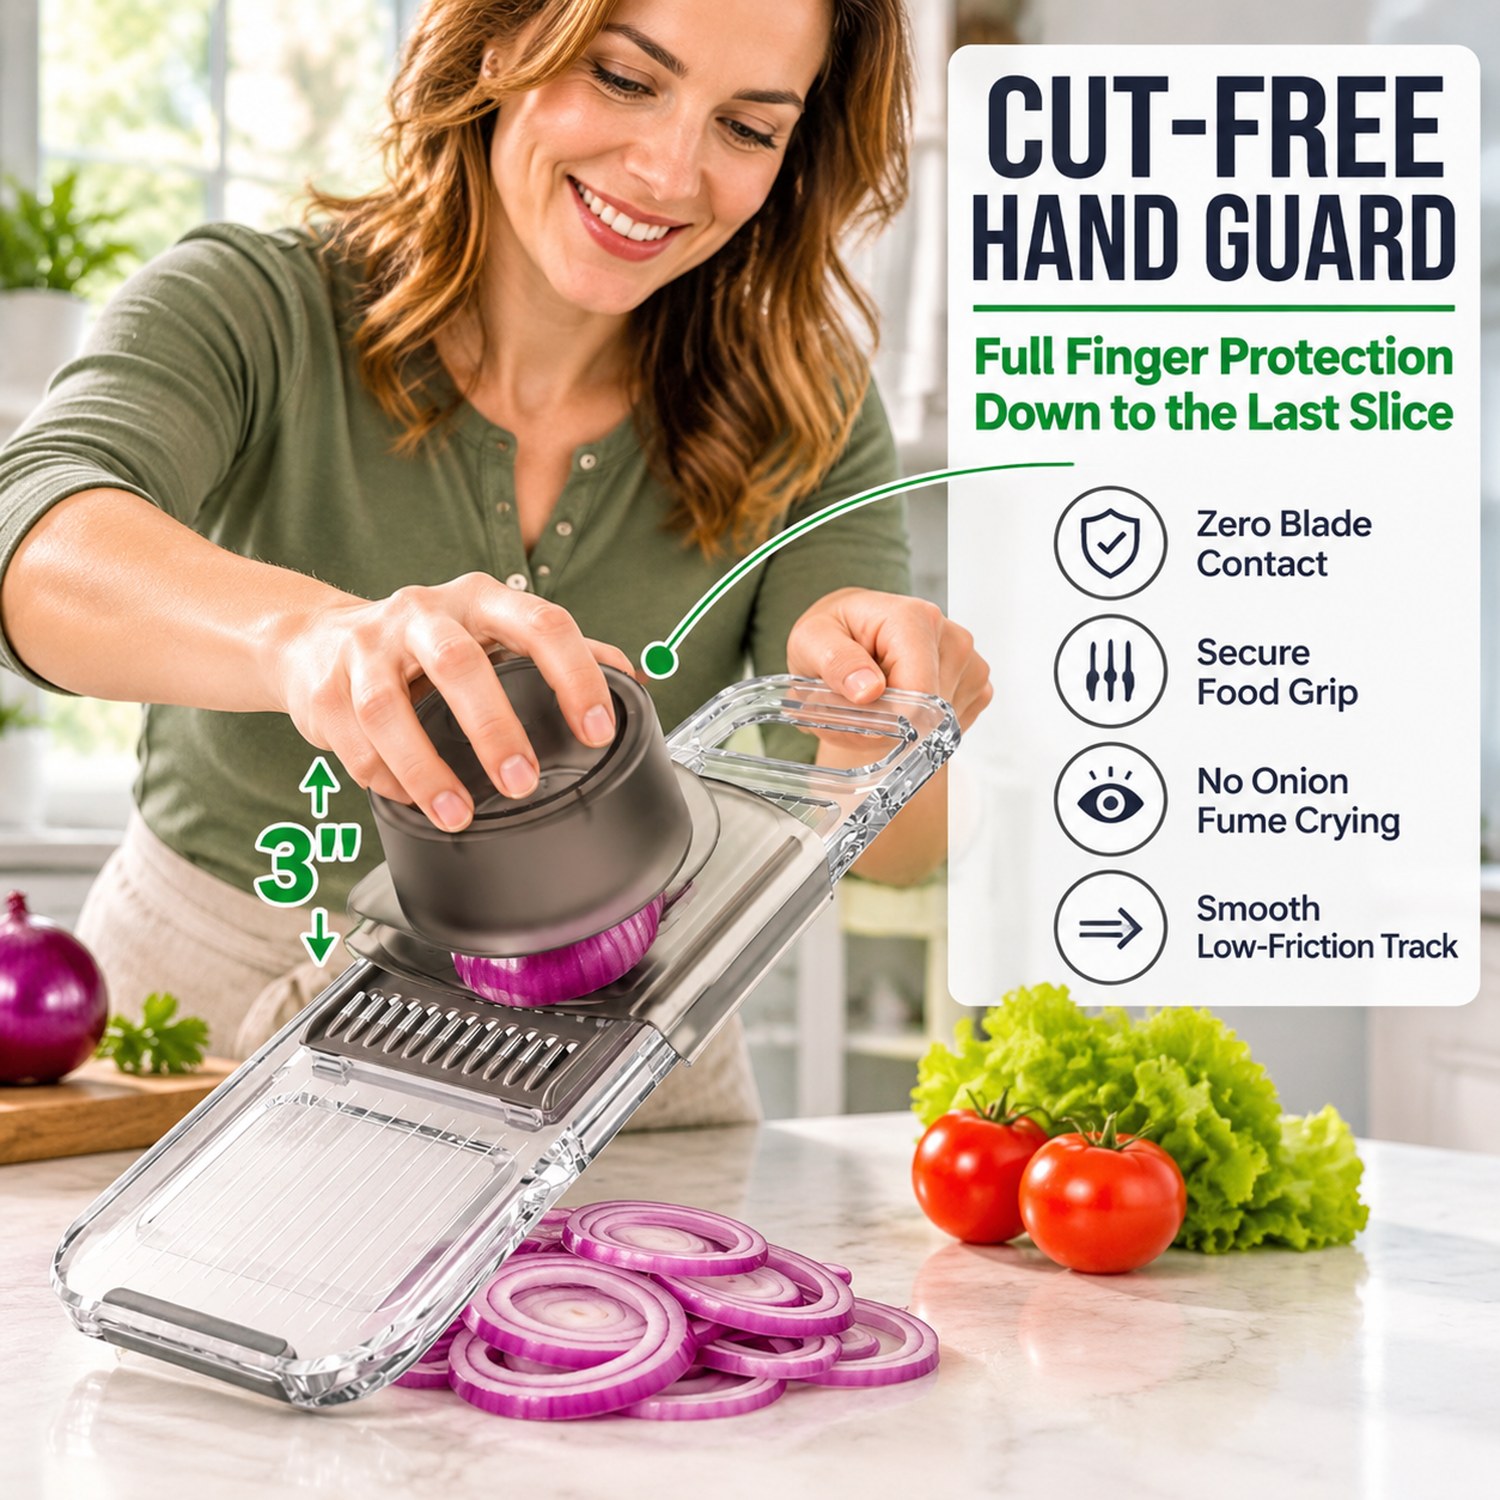 CUT-FREE
HAND GUARD
Full Finger Protection
Down to the Last Slice
Zero Blade
Contact
Secure
Food Grip
No Onion
Fume Crying
Smooth
Low-Friction Track
3"